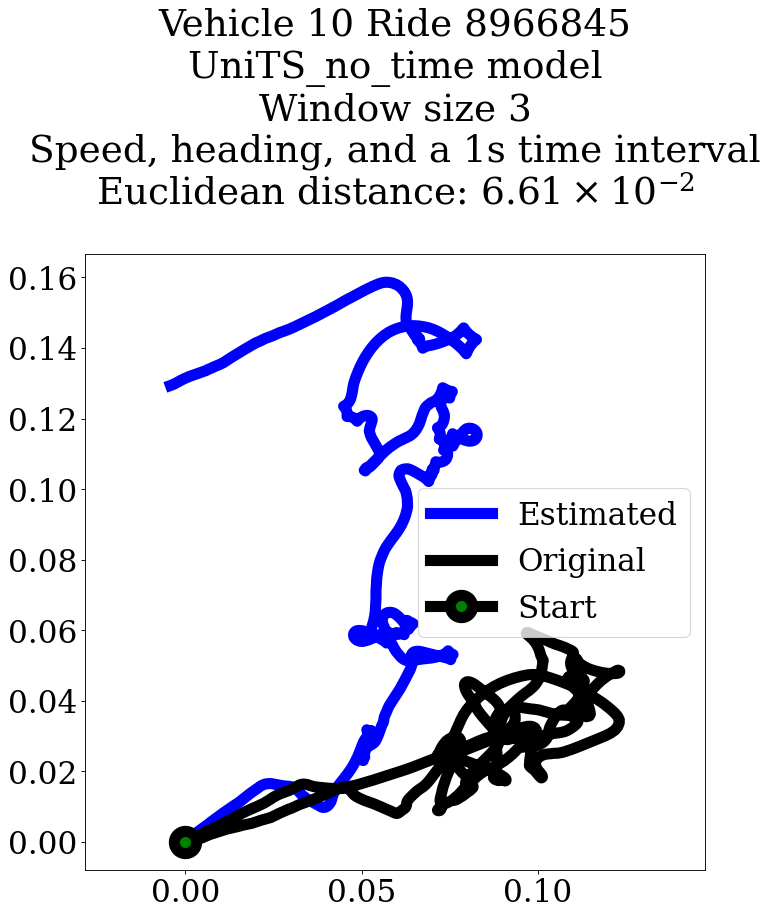 Vehicle 10 Ride 8966845
UniTS_no_time model
Window size 3
Speed, heading, and a 1s time interval
Euclidean distance: 6.61 × 10⁻²
0.16
0.14
0.12
0.10
0.08
0.06
0.04
0.02
0.00
Estimated
Original
Start
0.00 0.05 0.10